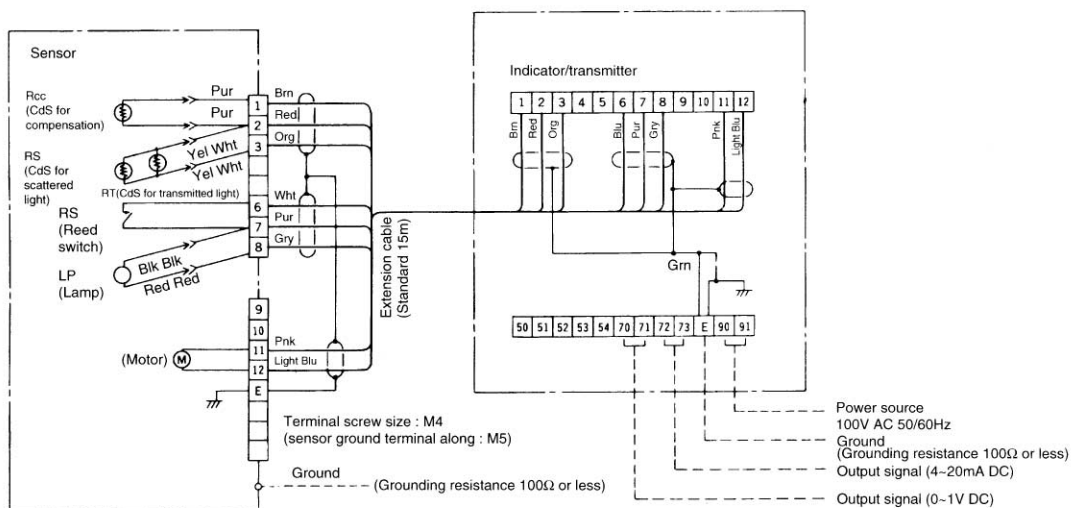 Sensor
Rcc
(CdS for
compensation)
Pur
Pur
RS
(CdS for
scattered
light)
Yel Wht
Yel Wht
RT(CdS for transmitted light)
RS
(Reed
switch)
LP
(Lamp)
Blk Blk
Red Red
(Motor)
M
1
2
3
6
7
8
9
10
11
12
E
Brn
Red
Org
Wht
Pur
Gry
Pnk
Light Blu
Extension cable
(Standard 15m)
Terminal screw size : M4
(sensor ground terminal along : M5)
Ground
(Grounding resistance 100Ω or less)
Indicator/transmitter
1 2 3 4 5 6 7 8 9 10 11 12
Brn
Red
Org
Blu
Pur
Gry
Pnk
Light Blu
Grn
50 51 52 53 54 70 71 72 73 E 90 91
Power source
100V AC 50/60Hz
Ground
(Grounding resistance 100Ω or less)
Output signal (4~20mA DC)
Output signal (0~1V DC)